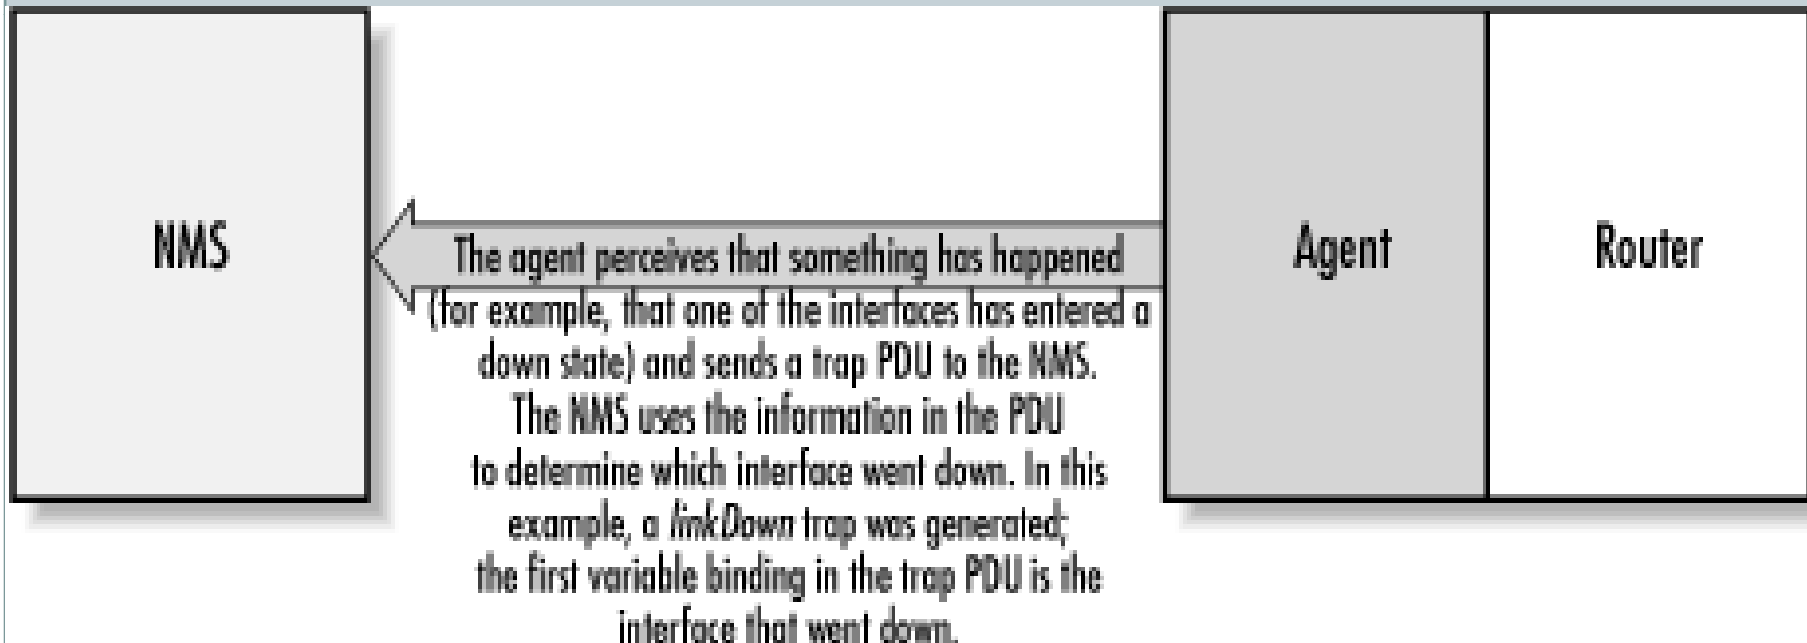 NMS
The agent perceives that something has happened
(for example, that one of the interfaces has entered a
down state) and sends a trap PDU to the NMS.
The NMS uses the information in the PDU
to determine which interface went down. In this
example, a linkDown trap was generated;
the first variable binding in the trap PDU is the
interface that went down.
Agent
Router